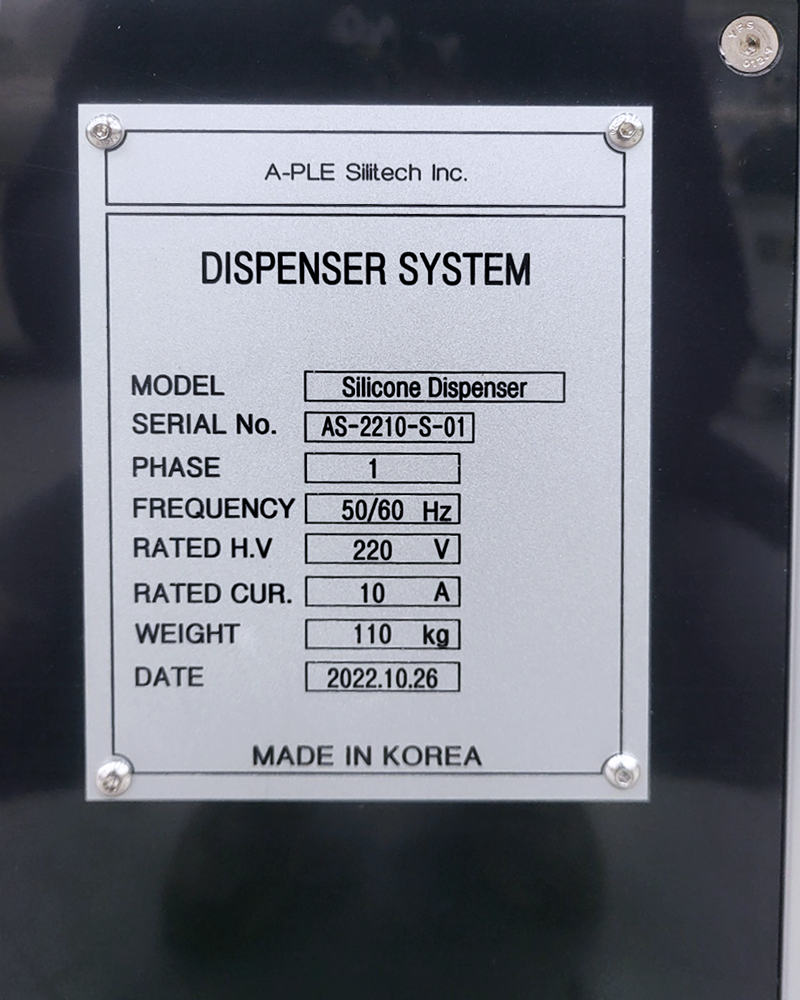 A-PLE Silitech Inc.
DISPENSER SYSTEM
MODEL Silicone Dispenser
SERIAL No. AS-2210-S-01
PHASE 1
FREQUENCY 50/60 Hz
RATED H.V 220 V
RATED CUR. 10 A
WEIGHT 110 kg
DATE 2022.10.26
MADE IN KOREA
YFS